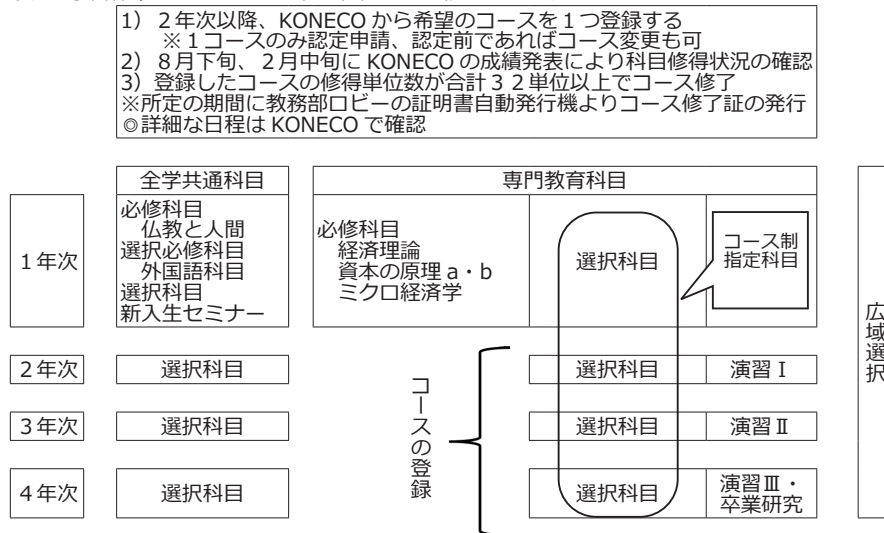 1）２年次以降、KONECO から希望のコースを１つ登録する
※１コースのみ認定申請、認定前であればコース変更も可
2）８月下旬、２月中旬に KONECO の成績発表により科目修得状況の確認
3）登録したコースの修得単位数が合計３２単位以上でコース修了
※所定の期間に教務部ロビーの証明書自動発行機よりコース修了証の発行
◎詳細な日程は KONECO で確認
全学共通科目
専門教育科目
１年次
必修科目
仏教と人間
選択必修科目
外国語科目
選択科目
新入生セミナー
必修科目
経済理論
資本の原理 a・b
ミクロ経済学
選択科目
コース制
指定科目
広域選択
２年次
選択科目
コースの登録
選択科目
演習Ⅰ
３年次
選択科目
選択科目
演習Ⅱ
４年次
選択科目
選択科目
演習Ⅲ・
卒業研究